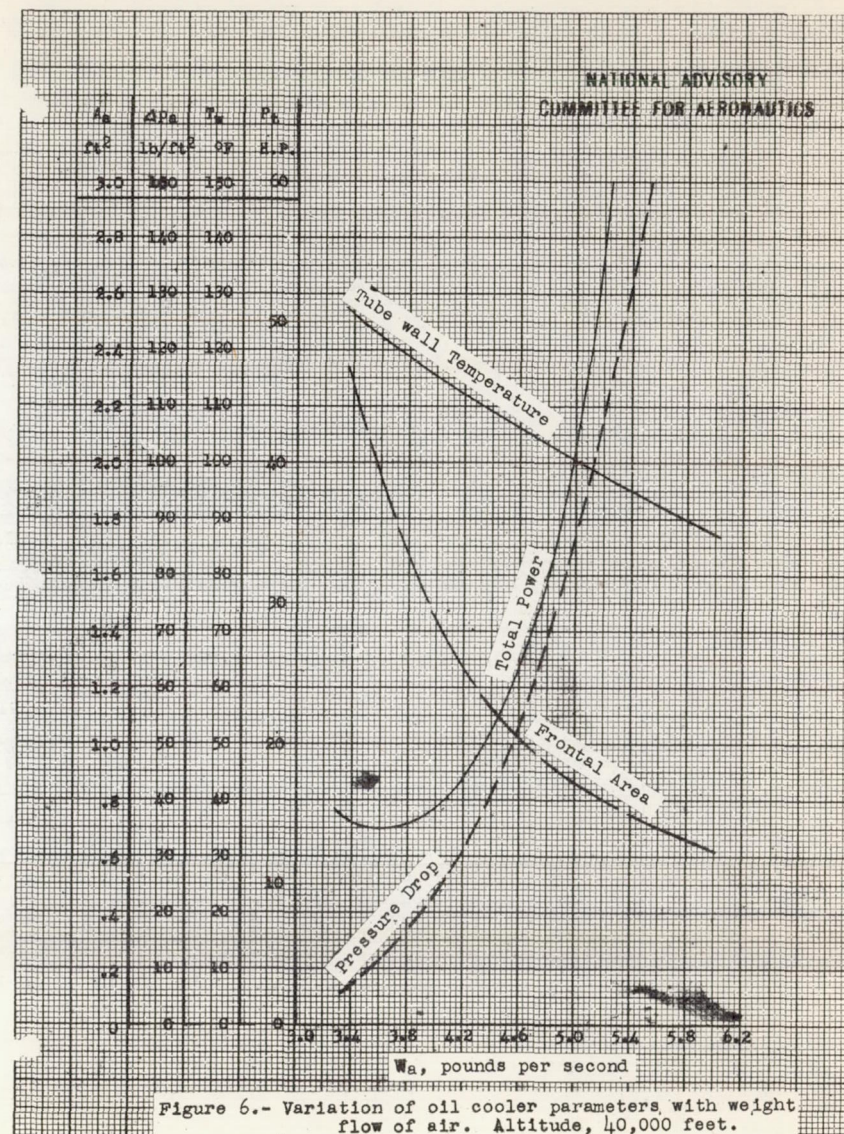 NATIONAL ADVISORY
COMMITTEE FOR AERONAUTICS
Aa Δpa Tw Pt
ft² lb/ft² °F H.P.
3.0 150 150 60
2.8 140 140
2.6 130 130
50
2.4 120 120
2.2 110 110
2.0 100 100 40
1.8 90 90
1.6 80 80
30
1.4 70 70
1.2 60 60
1.0 50 50 20
.8 40 40
.6 30 30
10
.4 20 20
.2 10 10
0 0 0 0
3.0 3.4 3.8 4.2 4.6 5.0 5.4 5.8 6.2
Tube wall Temperature
Total Power
Frontal Area
Pressure Drop
Wa, pounds per second
Figure 6.- Variation of oil cooler parameters with weight
flow of air. Altitude, 40,000 feet.